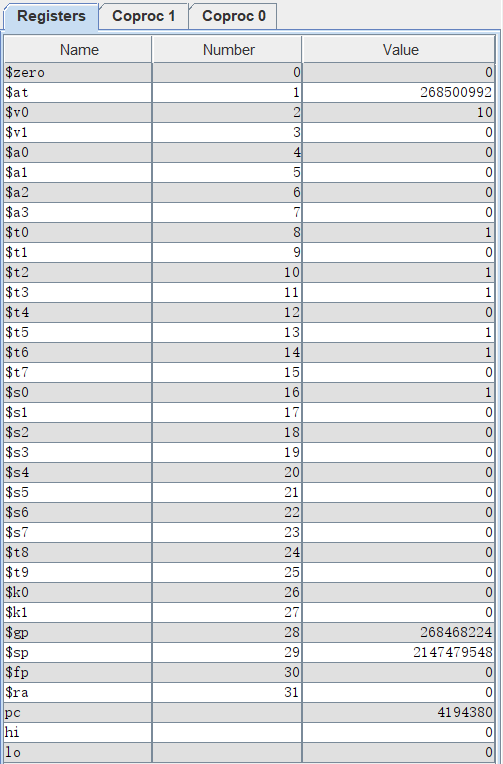 Registers Coproc 1 Coproc 0
Name Number Value
$zero 0 0
$at 1 268500992
$v0 2 10
$v1 3 0
$a0 4 0
$a1 5 0
$a2 6 0
$a3 7 0
$t0 8 1
$t1 9 0
$t2 10 1
$t3 11 1
$t4 12 0
$t5 13 1
$t6 14 1
$t7 15 0
$s0 16 1
$s1 17 0
$s2 18 0
$s3 19 0
$s4 20 0
$s5 21 0
$s6 22 0
$s7 23 0
$t8 24 0
$t9 25 0
$k0 26 0
$k1 27 0
$gp 28 268468224
$sp 29 2147479548
$fp 30 0
$ra 31 0
pc 4194380
hi 0
lo 0